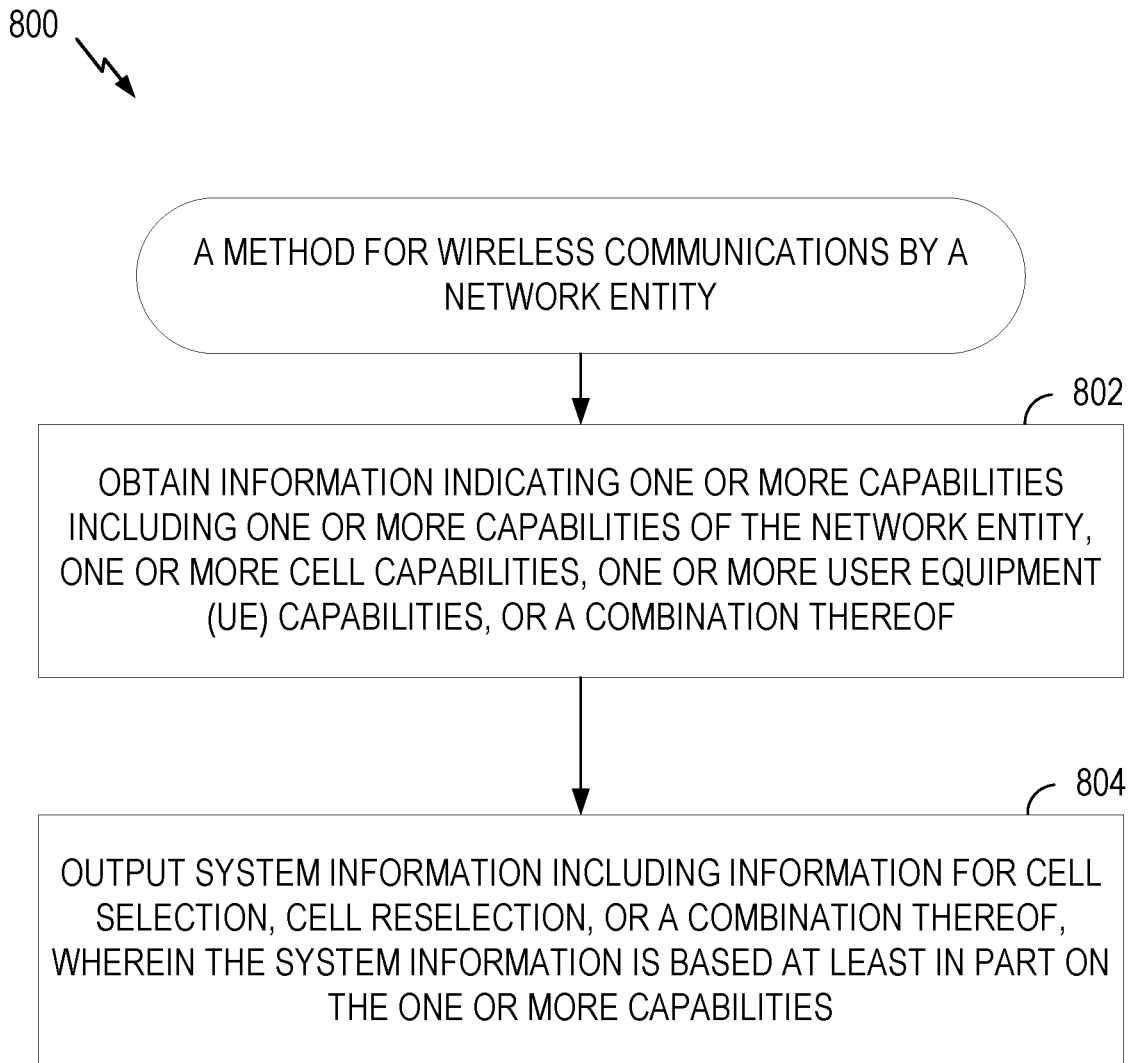 800
A METHOD FOR WIRELESS COMMUNICATIONS BY A
NETWORK ENTITY
802
OBTAIN INFORMATION INDICATING ONE OR MORE CAPABILITIES
INCLUDING ONE OR MORE CAPABILITIES OF THE NETWORK ENTITY,
ONE OR MORE CELL CAPABILITIES, ONE OR MORE USER EQUIPMENT
(UE) CAPABILITIES, OR A COMBINATION THEREOF
804
OUTPUT SYSTEM INFORMATION INCLUDING INFORMATION FOR CELL
SELECTION, CELL RESELECTION, OR A COMBINATION THEREOF,
WHEREIN THE SYSTEM INFORMATION IS BASED AT LEAST IN PART ON
THE ONE OR MORE CAPABILITIES